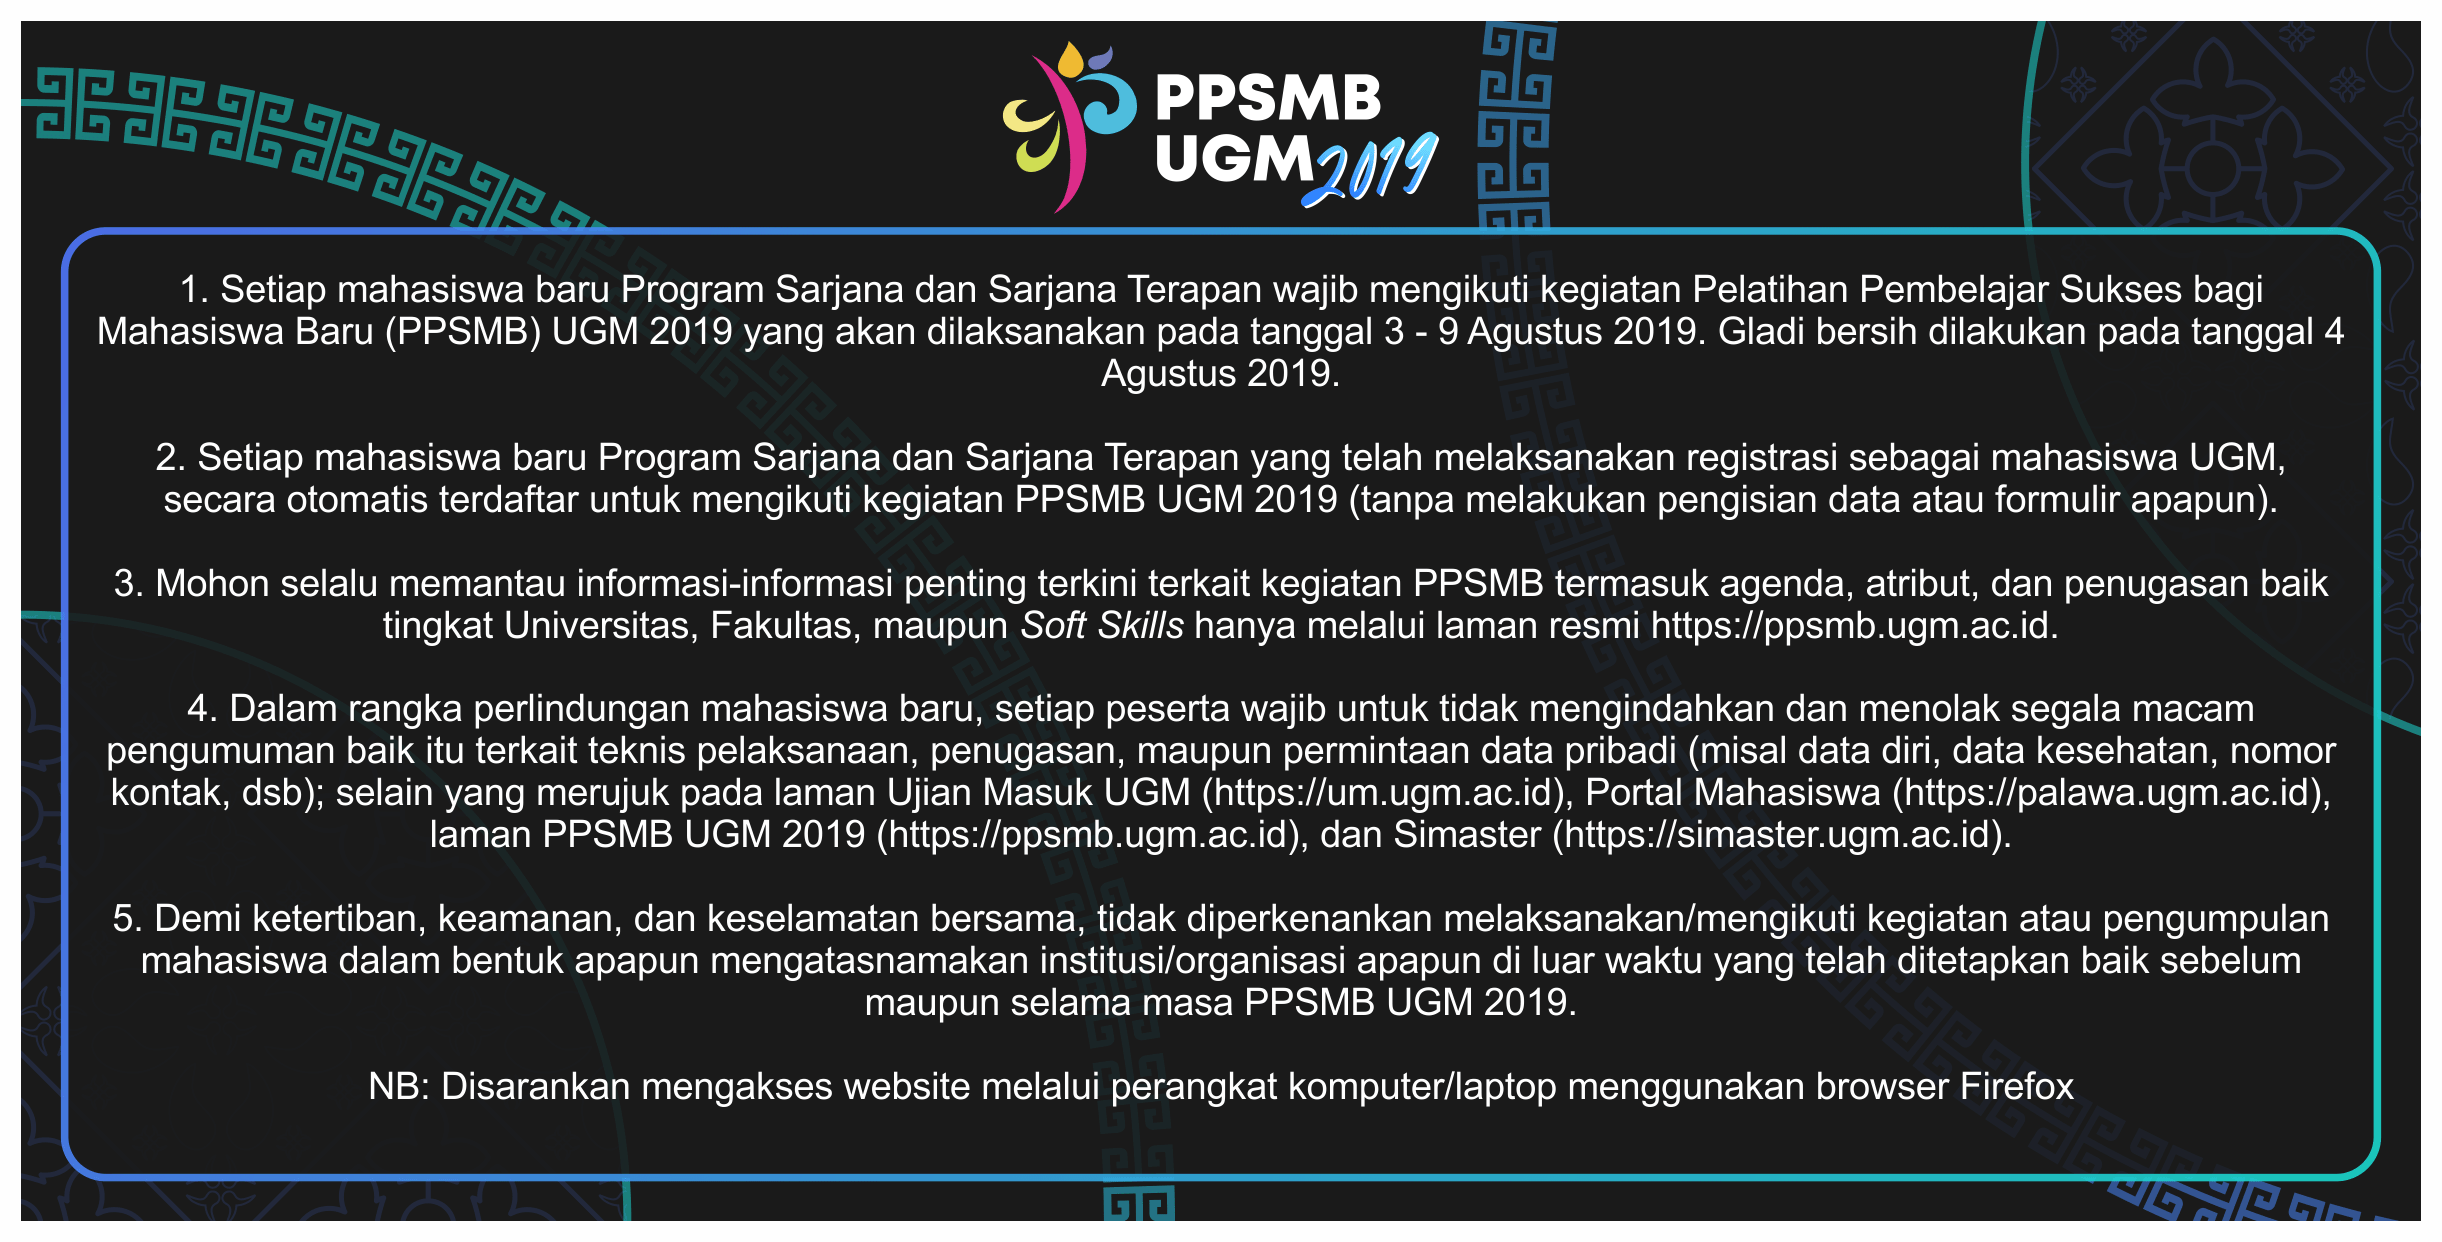 PPSMB
UGM 2019
1. Setiap mahasiswa baru Program Sarjana dan Sarjana Terapan wajib mengikuti kegiatan Pelatihan Pembelajar Sukses bagi
Mahasiswa Baru (PPSMB) UGM 2019 yang akan dilaksanakan pada tanggal 3 - 9 Agustus 2019. Gladi bersih dilakukan pada tanggal 4
Agustus 2019.
2. Setiap mahasiswa baru Program Sarjana dan Sarjana Terapan yang telah melaksanakan registrasi sebagai mahasiswa UGM,
secara otomatis terdaftar untuk mengikuti kegiatan PPSMB UGM 2019 (tanpa melakukan pengisian data atau formulir apapun).
3. Mohon selalu memantau informasi-informasi penting terkini terkait kegiatan PPSMB termasuk agenda, atribut, dan penugasan baik
tingkat Universitas, Fakultas, maupun Soft Skills hanya melalui laman resmi https://ppsmb.ugm.ac.id.
4. Dalam rangka perlindungan mahasiswa baru, setiap peserta wajib untuk tidak mengindahkan dan menolak segala macam
pengumuman baik itu terkait teknis pelaksanaan, penugasan, maupun permintaan data pribadi (misal data diri, data kesehatan, nomor
kontak, dsb); selain yang merujuk pada laman Ujian Masuk UGM (https://um.ugm.ac.id), Portal Mahasiswa (https://palawa.ugm.ac.id),
laman PPSMB UGM 2019 (https://ppsmb.ugm.ac.id), dan Simaster (https://simaster.ugm.ac.id).
5. Demi ketertiban, keamanan, dan keselamatan bersama, tidak diperkenankan melaksanakan/mengikuti kegiatan atau pengumpulan
mahasiswa dalam bentuk apapun mengatasnamakan institusi/organisasi apapun di luar waktu yang telah ditetapkan baik sebelum
maupun selama masa PPSMB UGM 2019.
NB: Disarankan mengakses website melalui perangkat komputer/laptop menggunakan browser Firefox